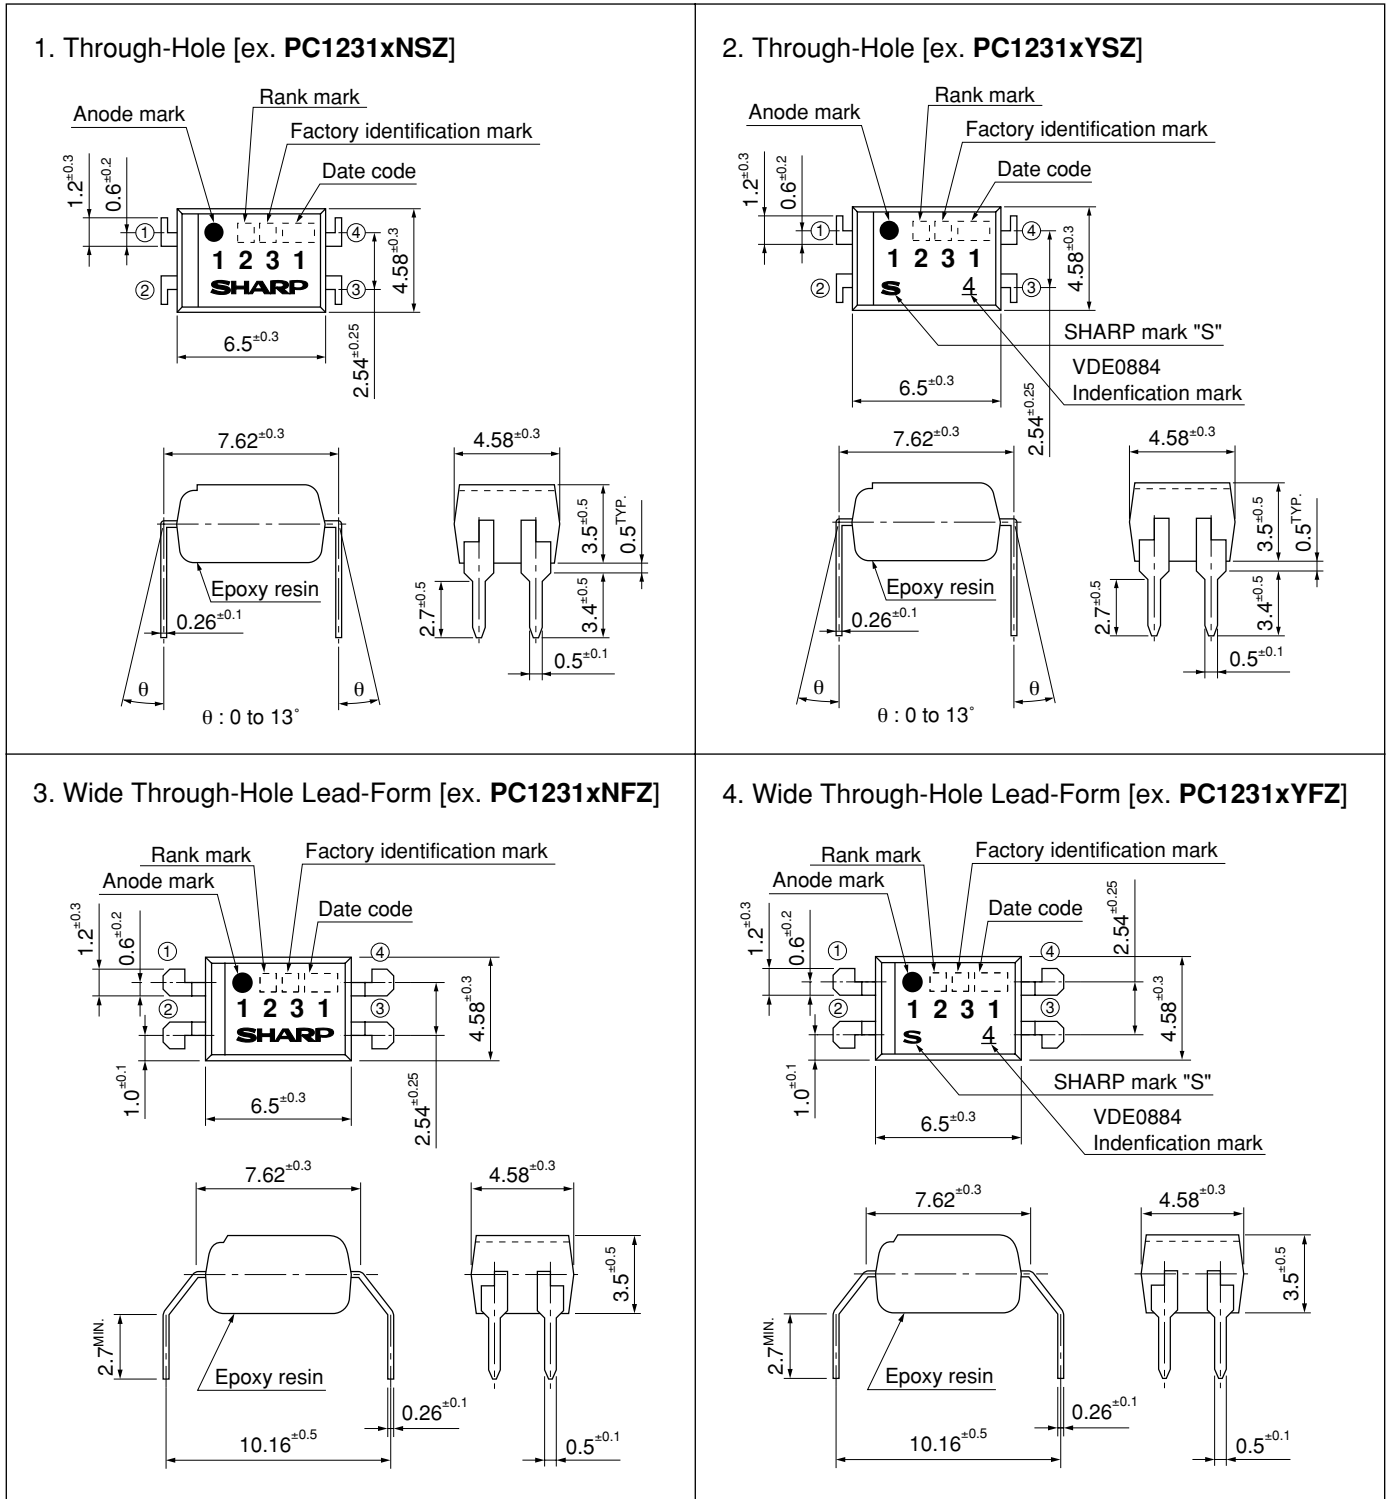 1. Through-Hole [ex. PC1231xNSZ]
Rank mark
Anode mark
Factory identification mark
Date code
1.2±0.3
0.6±0.2
① ④
1 2 3 1
② ③
SHARP
4.58±0.3
6.5±0.3
2.54±0.25
7.62±0.3
4.58±0.3
3.5±0.5
0.5TYP.
Epoxy resin
2.7±0.5
3.4±0.5
0.26±0.1
0.5±0.1
θ θ
θ : 0 to 13˚
2. Through-Hole [ex. PC1231xYSZ]
Rank mark
Anode mark
Factory identification mark
Date code
1.2±0.3
0.6±0.2
① ④
1 2 3 1
② ③
S 4
4.58±0.3
SHARP mark "S"
VDE0884
Indenfication mark
6.5±0.3
2.54±0.25
7.62±0.3
4.58±0.3
3.5±0.5
0.5TYP.
Epoxy resin
2.7±0.5
3.4±0.5
0.26±0.1
0.5±0.1
θ θ
θ : 0 to 13˚
3. Wide Through-Hole Lead-Form [ex. PC1231xNFZ]
Rank mark
Factory identification mark
Anode mark
Date code
1.2±0.3
0.6±0.2
① ④
1 2 3 1
② ③
SHARP
4.58±0.3
1.0±0.1
6.5±0.3
2.54±0.25
7.62±0.3
4.58±0.3
3.5±0.5
2.7MIN.
Epoxy resin
0.26±0.1
10.16±0.5
0.5±0.1
4. Wide Through-Hole Lead-Form [ex. PC1231xYFZ]
Rank mark
Factory identification mark
Anode mark
Date code
1.2±0.3
0.6±0.2
2.54±0.25
① ④
1 2 3 1
② ③
S 4
4.58±0.3
1.0±0.1
SHARP mark "S"
VDE0884
Indenfication mark
6.5±0.3
7.62±0.3
4.58±0.3
3.5±0.5
2.7MIN.
Epoxy resin
0.26±0.1
10.16±0.5
0.5±0.1